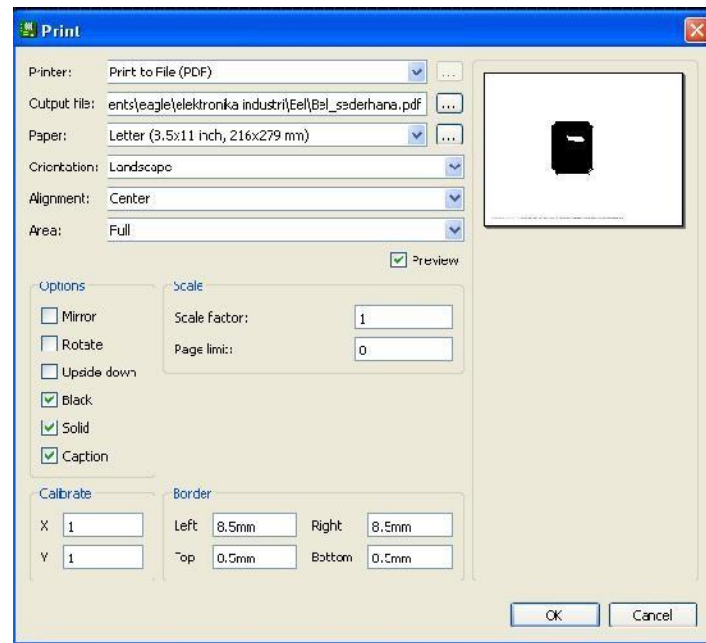 Print
Printer: Print to File (PDF) ...
Output file: ents\eagle\elektronika industri\Eel\Bel_sederhana.pdf ...
Paper: Letter (8.5x11 inch, 216x279 mm) ...
Orientation: Landscape
Alignment: Center
Area: Full
Preview
Options
Mirror
Rotate
Upside down
Black
Solid
Caption
Scale
Scale factor: 1
Page limit: 0
Calibrate
X 1
Y 1
Border
Left 8.5mm Right 8.5mm
Top 0.5mm Bottom 0.5mm
OK Cancel